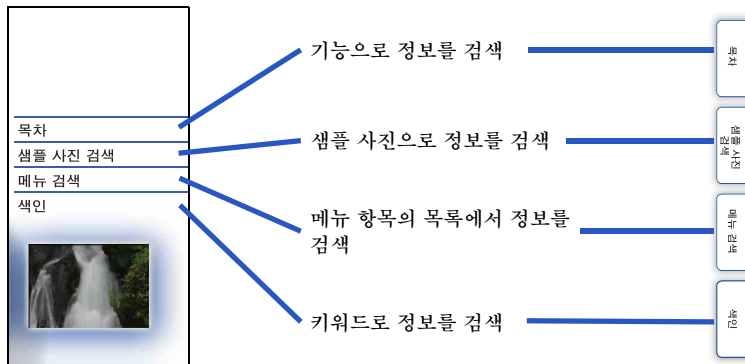 목차
샘플 사진 검색
메뉴 검색
색인
기능으로 정보를 검색
샘플 사진으로 정보를 검색
메뉴 항목의 목록에서 정보를
검색
키워드로 정보를 검색
목차
샘플 사진
검색
메뉴 검색
색인